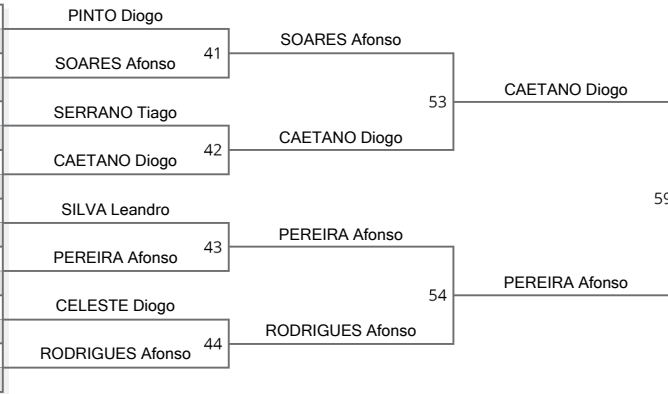 PINTO Diogo
41
SOARES Afonso
SOARES Afonso
SERRANO Tiago
42
CAETANO Diogo
CAETANO Diogo
53
CAETANO Diogo
SILVA Leandro
43
PEREIRA Afonso
PEREIRA Afonso
CELESTE Diogo
44
RODRIGUES Afonso
RODRIGUES Afonso
54
PEREIRA Afonso
59